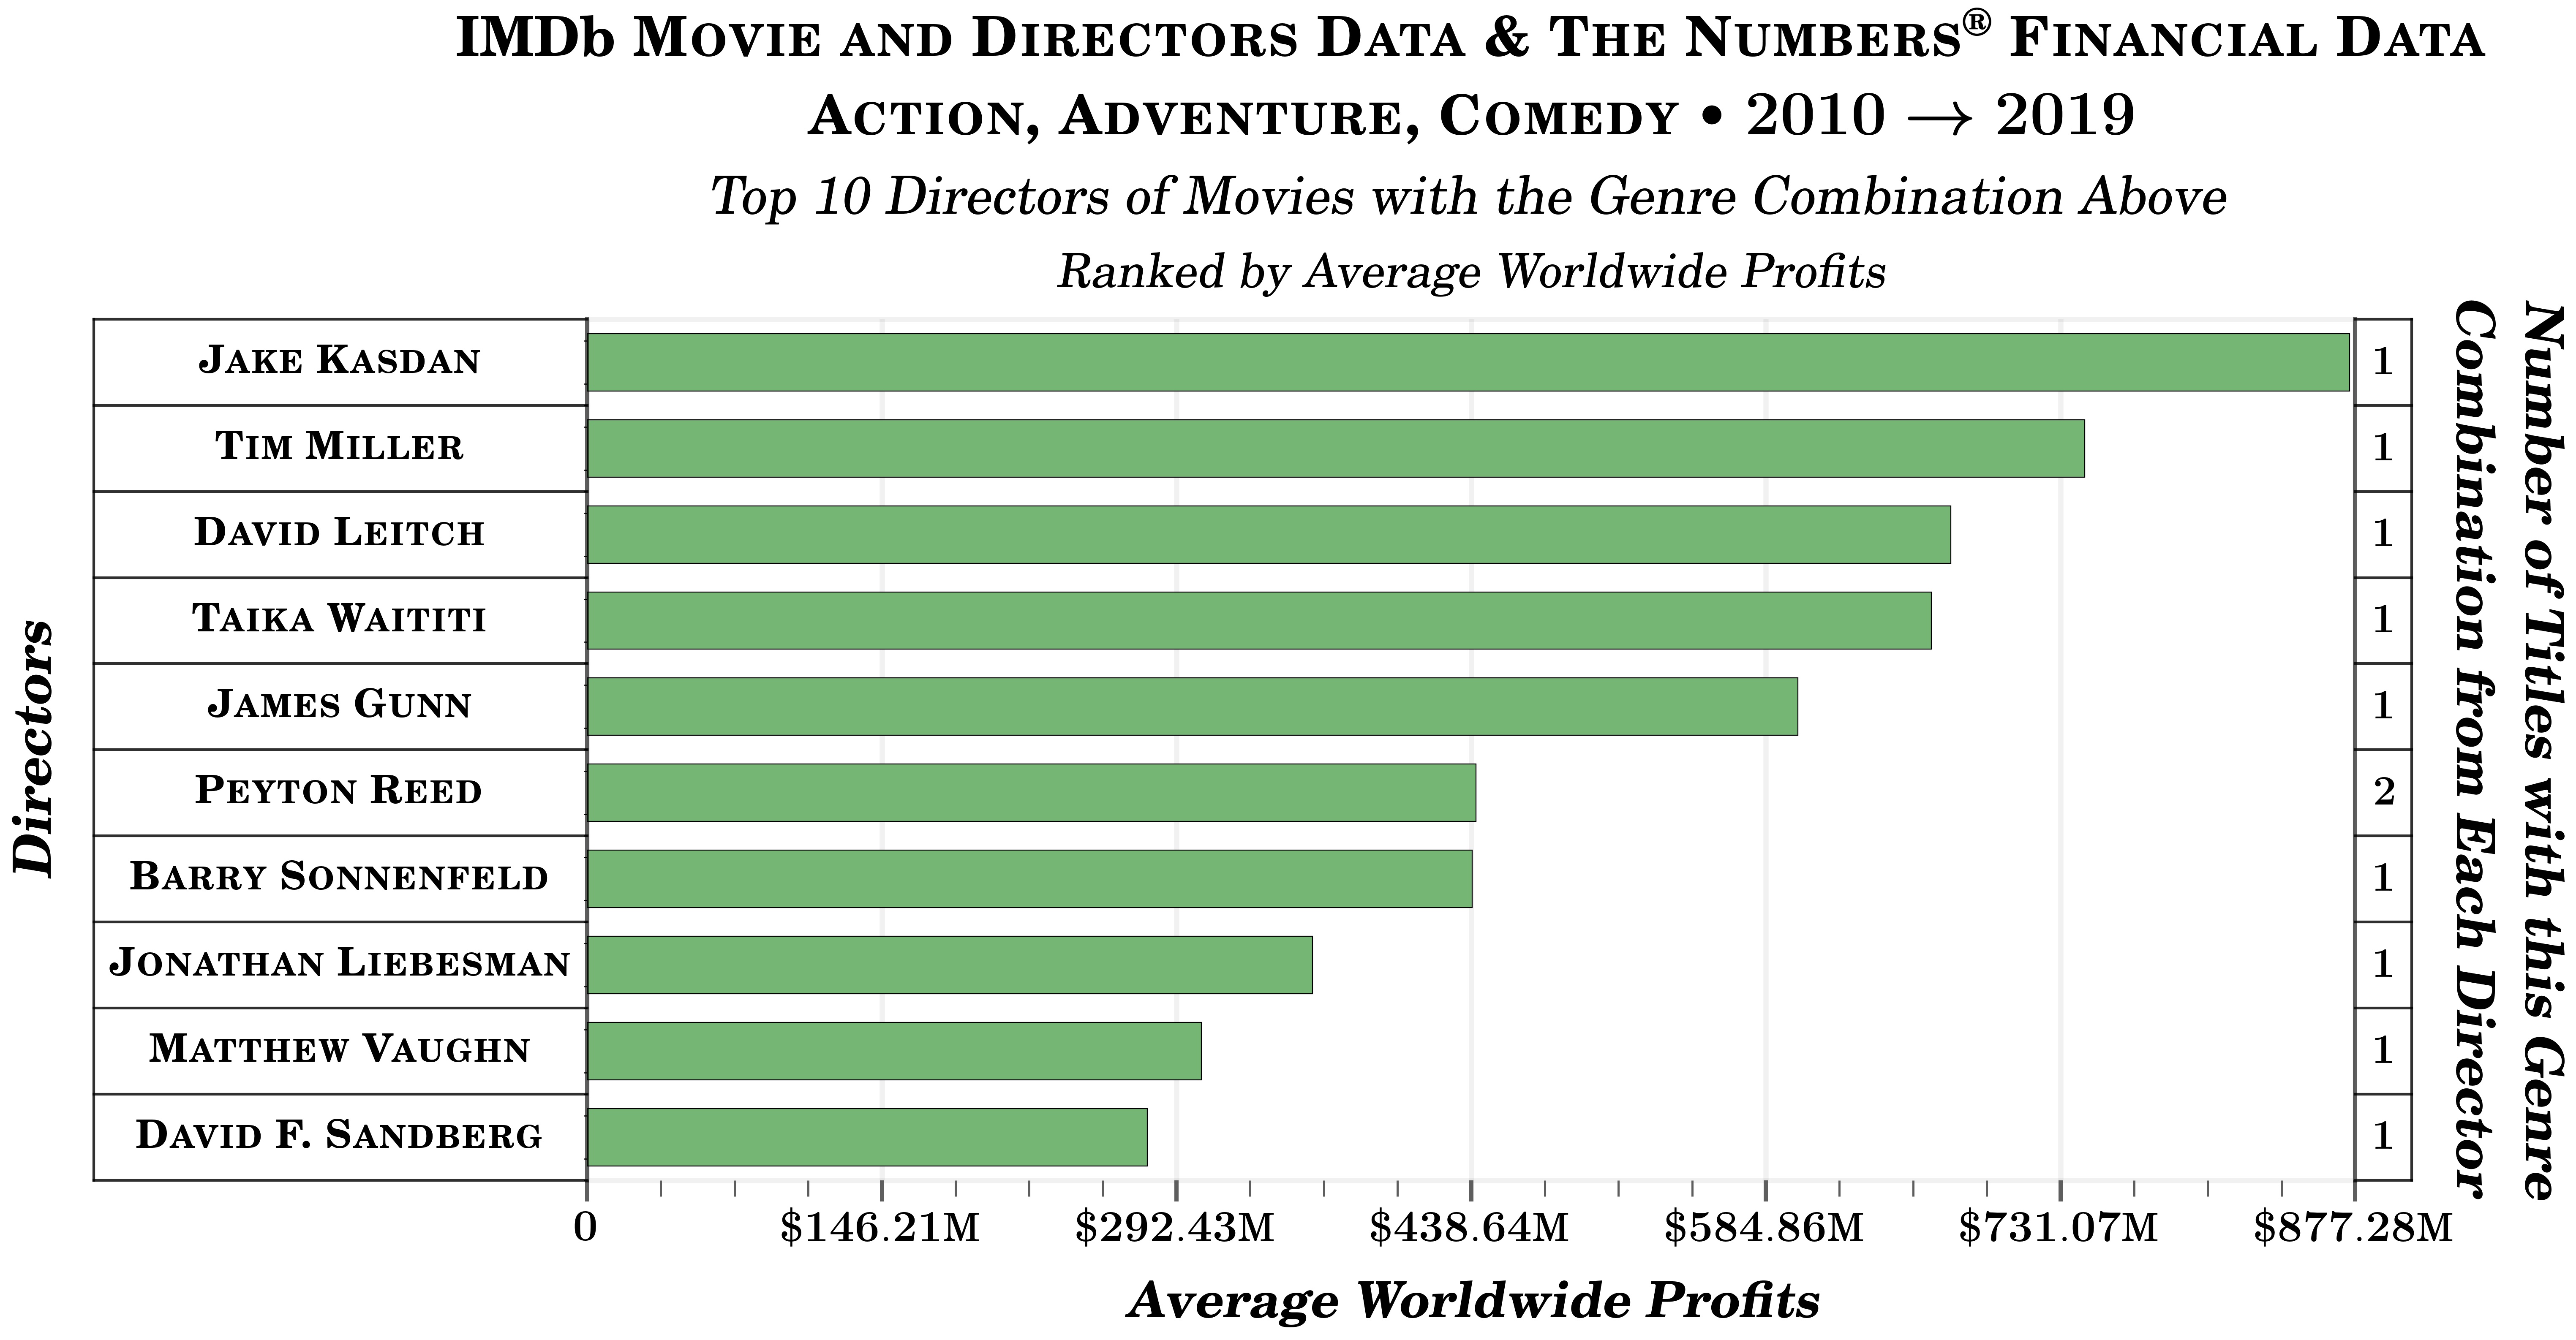 IMDb Movie and Directors Data & The Numbers® Financial Data
Action, Adventure, Comedy • 2010 → 2019
Top 10 Directors of Movies with the Genre Combination Above
Ranked by Average Worldwide Profits
Directors
Jake Kasdan 1
Tim Miller 1
David Leitch 1
Taika Waititi 1
James Gunn 1
Peyton Reed 2
Barry Sonnenfeld 1
Jonathan Liebesman 1
Matthew Vaughn 1
David F. Sandberg 1
Number of Titles with this Genre
Combination from Each Director
0 $146.21M $292.43M $438.64M $584.86M $731.07M $877.28M
Average Worldwide Profits